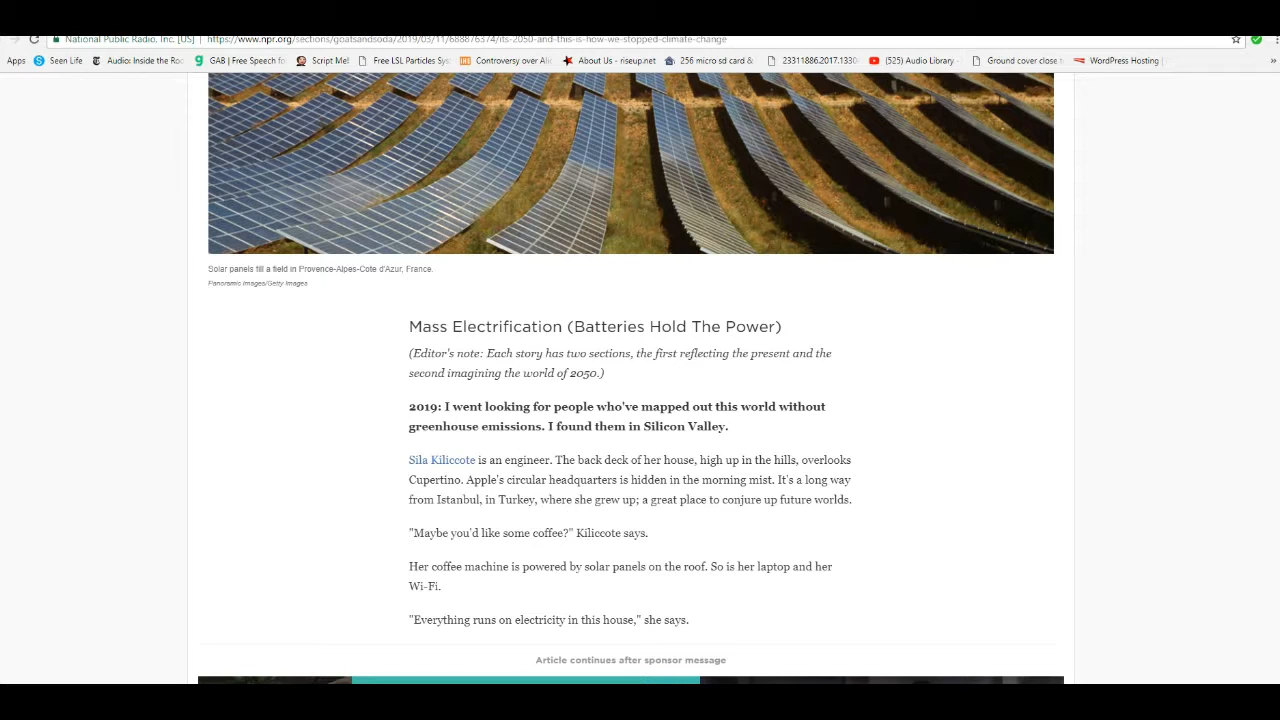 National Public Radio, Inc. [US] | https://www.npr.org/sections/goatsandsoda/2019/03/11/688876374/its-2050-and-this-is-how-we-stopped-climate-change
Apps Seen Life Audio: Inside the Roc GAB | Free Speech fo Script Me! Free LSL Particles Sys Controversy over Alic About Us - riseup.net 256 micro sd card & 23311886.2017.1330 (525) Audio Library - Ground cover close to WordPress Hosting | »
Solar panels fill a field in Provence-Alpes-Cote d'Azur, France.
Panoramic Images/Getty Images
Mass Electrification (Batteries Hold The Power)
(Editor's note: Each story has two sections, the first reflecting the present and the
second imagining the world of 2050.)
2019: I went looking for people who've mapped out this world without
greenhouse emissions. I found them in Silicon Valley.
Sila Kiliccote is an engineer. The back deck of her house, high up in the hills, overlooks
Cupertino. Apple's circular headquarters is hidden in the morning mist. It's a long way
from Istanbul, in Turkey, where she grew up; a great place to conjure up future worlds.
"Maybe you'd like some coffee?" Kiliccote says.
Her coffee machine is powered by solar panels on the roof. So is her laptop and her
Wi-Fi.
"Everything runs on electricity in this house," she says.
Article continues after sponsor message